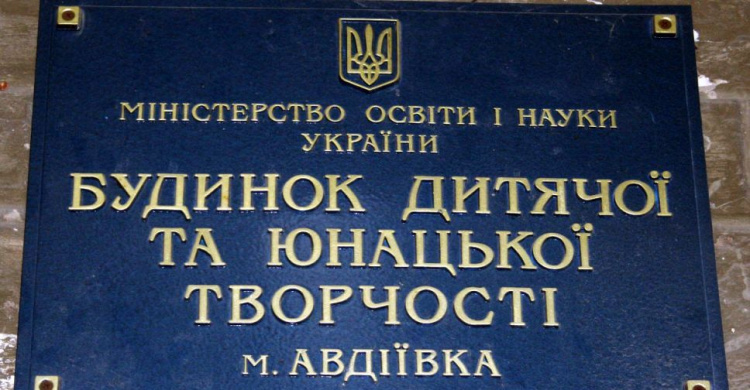 МІНІСТЕРСТВО ОСВІТИ І НАУКИ
УКРАЇНИ
БУДИНОК ДИТЯЧОЇ
ТА ЮНАЦЬКОЇ
ТВОРЧОСТІ
м. АВДІЇВКА